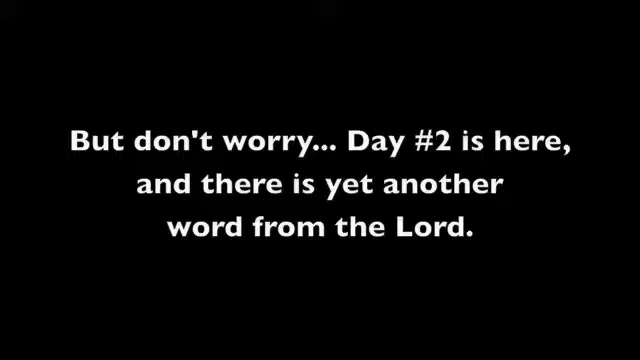 But don't worry... Day #2 is here,
and there is yet another
word from the Lord.